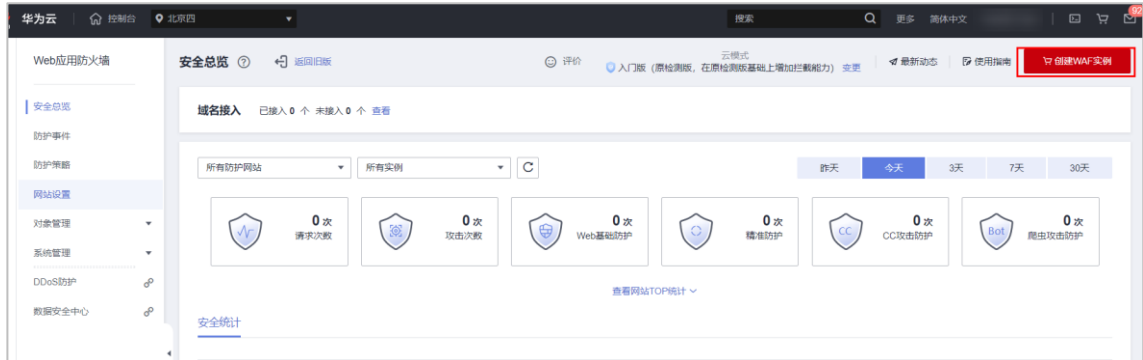 华为云 控制台 北京四 搜索 更多 简体中文 92
Web应用防火墙
安全总览 返回旧版 评价 云模式
入门版（原检测版，在原检测版基础上增加拦截能力） 变更 最新动态 使用指南 创建WAF实例
安全总览
防护事件
防护策略
网站设置
对象管理
系统管理
DDoS防护
数据安全中心
域名接入 已接入 0 个 未接入 0 个 查看
所有防护网站 所有实例 昨天 今天 3天 7天 30天
0 次
请求次数
0 次
攻击次数
0 次
Web基础防护
0 次
精准防护
CC
0 次
CC攻击防护
Bot
0 次
爬虫攻击防护
查看网站TOP统计
安全统计